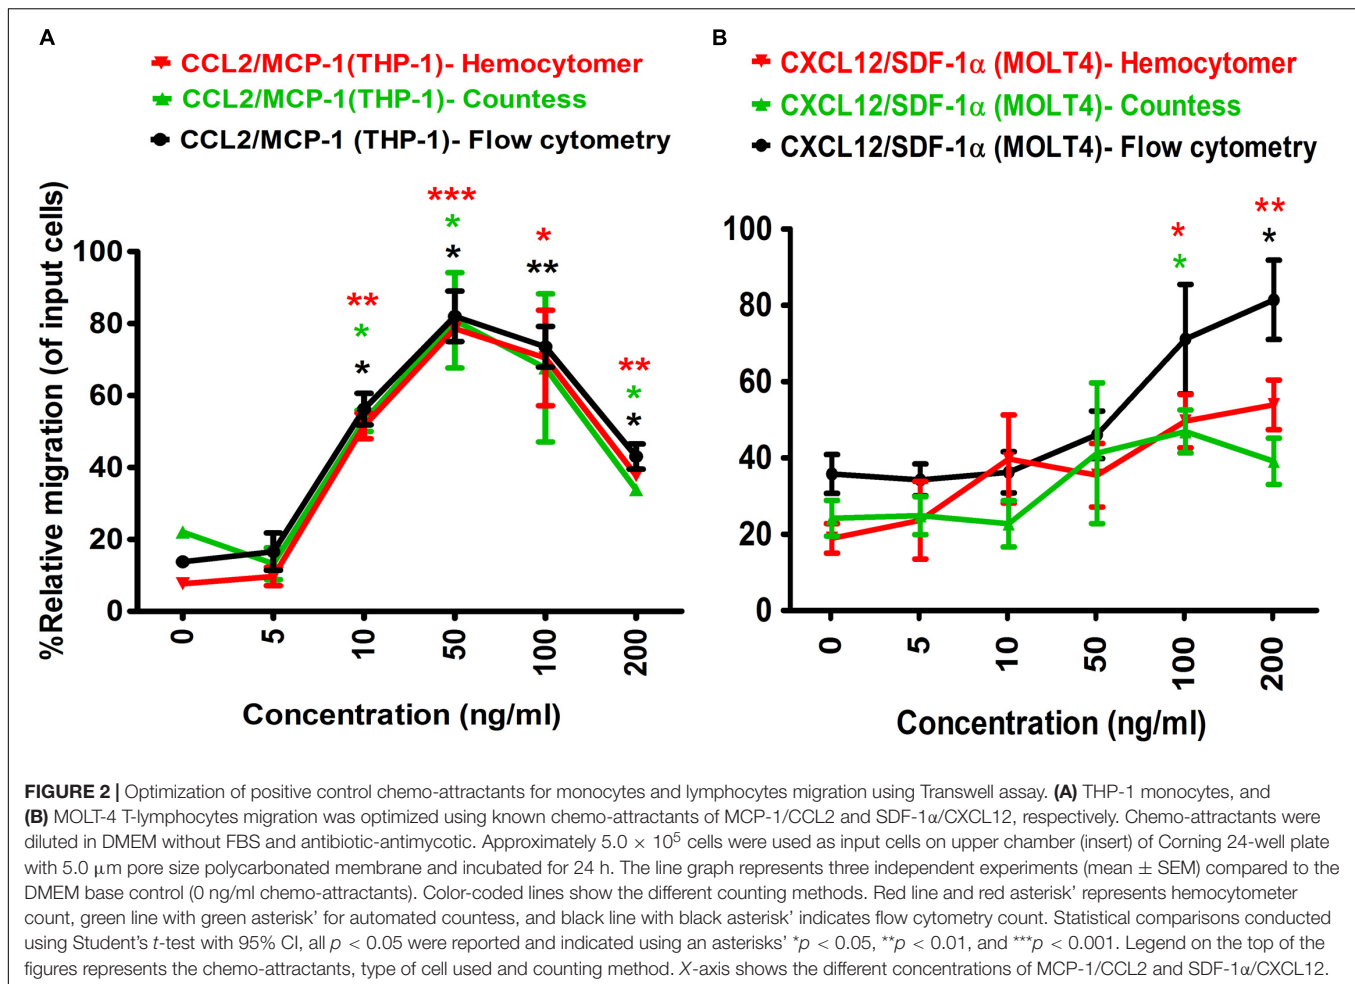 A
CCL2/MCP-1(THP-1)- Hemocytomer
CCL2/MCP-1(THP-1)- Countess
CCL2/MCP-1 (THP-1)- Flow cytometry
%Relative migration (of input cells)
100
80
60
40
20
0
** * *
*** * *
* **
** * *
0 5 10 50 100 200
Concentration (ng/ml)
B
CXCL12/SDF-1α (MOLT4)- Hemocytomer
CXCL12/SDF-1α (MOLT4)- Countess
CXCL12/SDF-1α (MOLT4)- Flow cytometry
100
80
60
40
20
0
* *
** *
0 5 10 50 100 200
Concentration (ng/ml)
FIGURE 2 | Optimization of positive control chemo-attractants for monocytes and lymphocytes migration using Transwell assay. (A) THP-1 monocytes, and
(B) MOLT-4 T-lymphocytes migration was optimized using known chemo-attractants of MCP-1/CCL2 and SDF-1α/CXCL12, respectively. Chemo-attractants were
diluted in DMEM without FBS and antibiotic-antimycotic. Approximately 5.0 × 10⁵ cells were used as input cells on upper chamber (insert) of Corning 24-well plate
with 5.0 μm pore size polycarbonated membrane and incubated for 24 h. The line graph represents three independent experiments (mean ± SEM) compared to the
DMEM base control (0 ng/ml chemo-attractants). Color-coded lines show the different counting methods. Red line and red asterisk' represents hemocytometer
count, green line with green asterisk' for automated countess, and black line with black asterisk' indicates flow cytometry count. Statistical comparisons conducted
using Student's t-test with 95% CI, all p < 0.05 were reported and indicated using an asterisks' *p < 0.05, **p < 0.01, and ***p < 0.001. Legend on the top of the
figures represents the chemo-attractants, type of cell used and counting method. X-axis shows the different concentrations of MCP-1/CCL2 and SDF-1α/CXCL12.